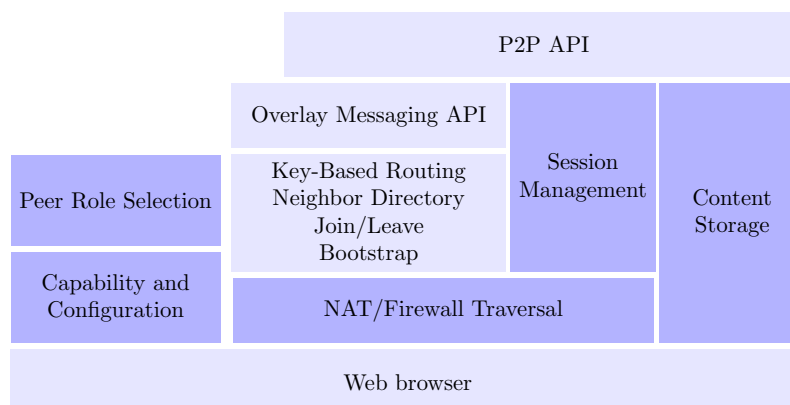 P2P API
Overlay Messaging API
Key-Based Routing
Neighbor Directory
Join/Leave
Bootstrap
Session
Management
Content
Storage
Peer Role Selection
Capability and
Configuration
NAT/Firewall Traversal
Web browser